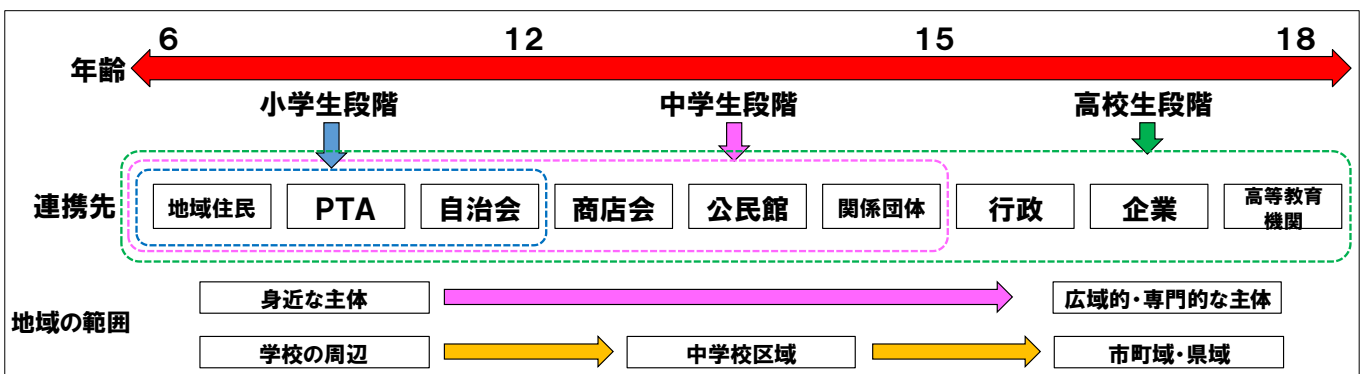 6 12 15 18
年齢
小学生段階 中学生段階 高校生段階
連携先 地域住民 PTA 自治会 商店会 公民館 関係団体 行政 企業 高等教育
機関
身近な主体 広域的・専門的な主体
地域の範囲
学校の周辺 中学校区域 市町域・県域